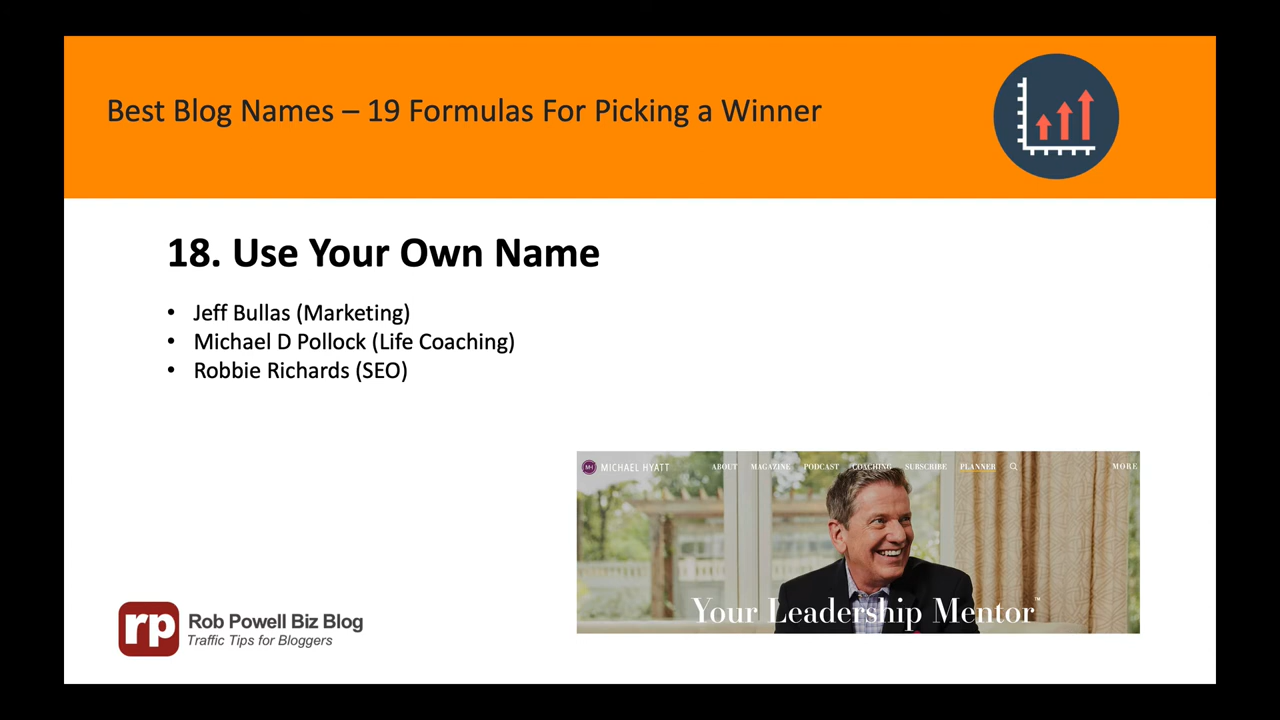 Best Blog Names – 19 Formulas For Picking a Winner
18. Use Your Own Name
• Jeff Bullas (Marketing)
• Michael D Pollock (Life Coaching)
• Robbie Richards (SEO)
MH MICHAEL HYATT ABOUT MAGAZINE PODCAST COACHING SUBSCRIBE PLANNER MORE
Your Leadership Mentor™
rp Rob Powell Biz Blog
Traffic Tips for Bloggers